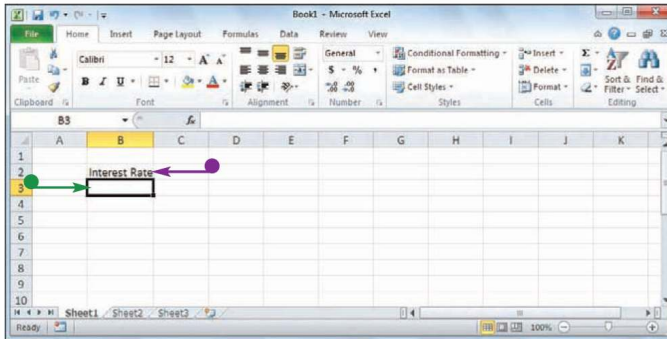 Book1 - Microsoft Excel
File Home Insert Page Layout Formulas Data Review View
Calibri 12 A A General Conditional Formatting Insert Σ
Paste B I U A $ % , Format as Table Delete Sort & Find &
.00 .00 Cell Styles Format Filter Select
Clipboard Font Alignment Number Styles Cells Editing
B3 fx
A B C D E F G H I J K
1
2 Interest Rate
3
4
5
6
7
8
9
10
Sheet1 Sheet2 Sheet3
Ready 100%